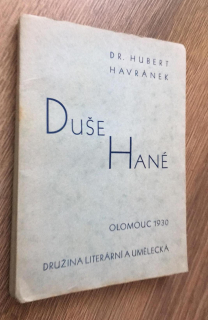 DR. HUBERT
HAVRÁNEK
DUŠE
HANÉ
OLOMOUC 1930
DRUŽINA LITERÁRNÍ A UMĚLECKÁ